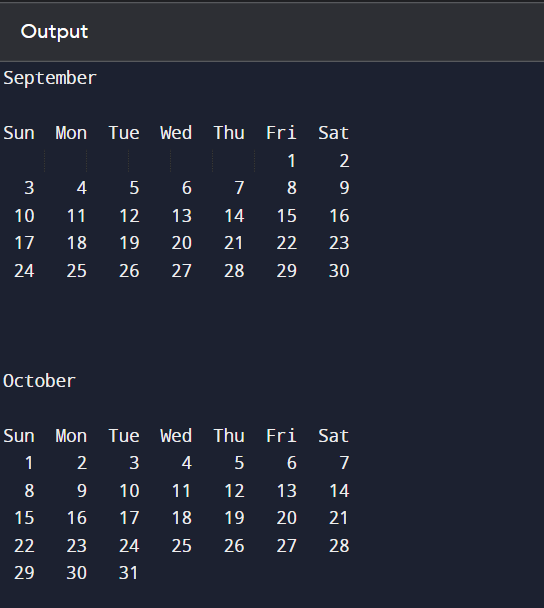 Output
September
Sun  Mon  Tue  Wed  Thu  Fri  Sat
                           1    2
  3    4    5    6    7    8    9
 10   11   12   13   14   15   16
 17   18   19   20   21   22   23
 24   25   26   27   28   29   30
October
Sun  Mon  Tue  Wed  Thu  Fri  Sat
  1    2    3    4    5    6    7
  8    9   10   11   12   13   14
 15   16   17   18   19   20   21
 22   23   24   25   26   27   28
 29   30   31